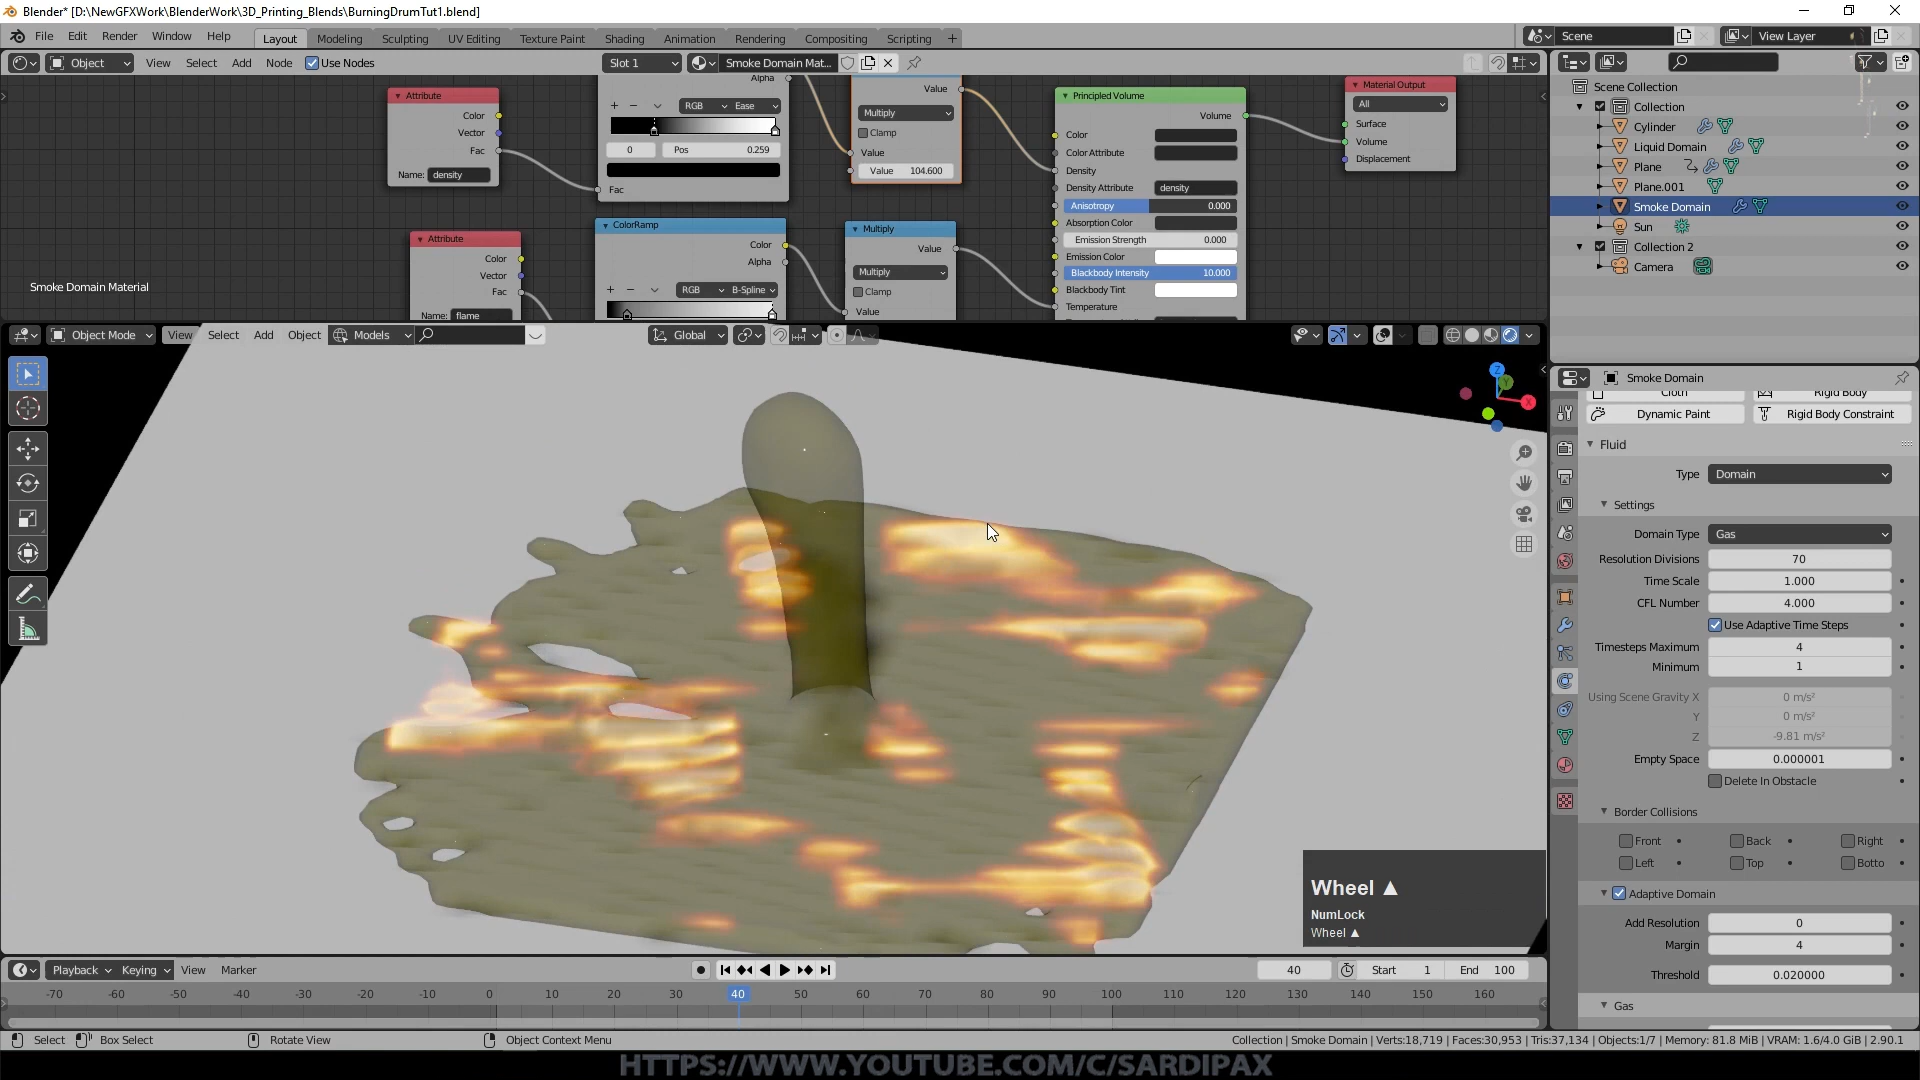 Blender* [D:\NewGFXWork\BlenderWork\3D_Printing_Blends\BurningDrumTut1.blend]
File Edit Render Window Help Layout Modeling Sculpting UV Editing Texture Paint Shading Animation Rendering Compositing Scripting + Scene View Layer
Object View Select Add Node Use Nodes Slot 1 Smoke Domain Mat...
Attribute
Color
Vector
Fac
Name: density
Alpha
RGB Ease
0 Pos 0.259
Fac
Value
Multiply
Clamp
Value
Value 104.600
Principled Volume
Volume
Color
Color Attribute
Density
Density Attribute density
Anisotropy 0.000
Absorption Color
Emission Strength 0.000
Emission Color
Blackbody Intensity 10.000
Blackbody Tint
Temperature
Material Output
All
Surface
Volume
Displacement
Attribute
Color
Vector
Fac
Name: flame
ColorRamp
Color
Alpha
RGB B-Spline
Multiply
Value
Multiply
Clamp
Value
Smoke Domain Material
Scene Collection
Collection
Cylinder
Liquid Domain
Plane
Plane.001
Smoke Domain
Sun
Collection 2
Camera
Object Mode View Select Add Object Models Global
Z
Y
X
Wheel ▲
NumLock
Wheel ▲
Smoke Domain
Cloth Rigid Body
Dynamic Paint Rigid Body Constraint
Fluid
Type Domain
Settings
Domain Type Gas
Resolution Divisions 70
Time Scale 1.000
CFL Number 4.000
Use Adaptive Time Steps
Timesteps Maximum 4
Minimum 1
Using Scene Gravity X 0 m/s²
Y 0 m/s²
Z -9.81 m/s²
Empty Space 0.000001
Delete In Obstacle
Border Collisions
Front Back Right
Left Top Botto
Adaptive Domain
Add Resolution 0
Margin 4
Threshold 0.020000
Gas
Playback Keying View Marker 40 Start 1 End 100
-70 -60 -50 -40 -30 -20 -10 0 10 20 30 40 50 60 70 80 90 100 110 120 130 140 150 160
Select Box Select Rotate View Object Context Menu Collection | Smoke Domain | Verts:18,719 | Faces:30,953 | Tris:37,134 | Objects:1/7 | Memory: 81.8 MiB | VRAM: 1.6/4.0 GiB | 2.90.1
HTTPS://WWW.YOUTUBE.COM/C/SARDIPAX